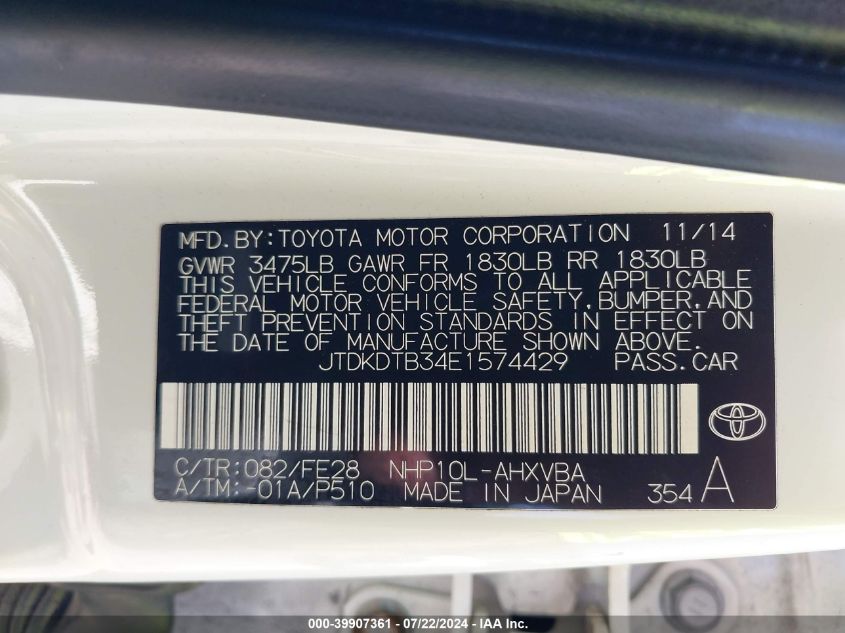 MFD.BY:TOYOTA MOTOR CORPORATION 11/14
GVWR 3475LB GAWR FR 1830LB RR 1830LB
THIS VEHICLE CONFORMS TO ALL APPLICABLE
FEDERAL MOTOR VEHICLE SAFETY,BUMPER,AND
THEFT PREVENTION STANDARDS IN EFFECT ON
THE DATE OF MANUFACTURE SHOWN ABOVE.
JTDKDTB34E1574429 PASS.CAR
C/TR:082/FE28 NHP10L-AHXVBA
A/TM:-01A/P510 MADE IN JAPAN 354 A
000-39907361 - 07/22/2024 - IAA Inc.